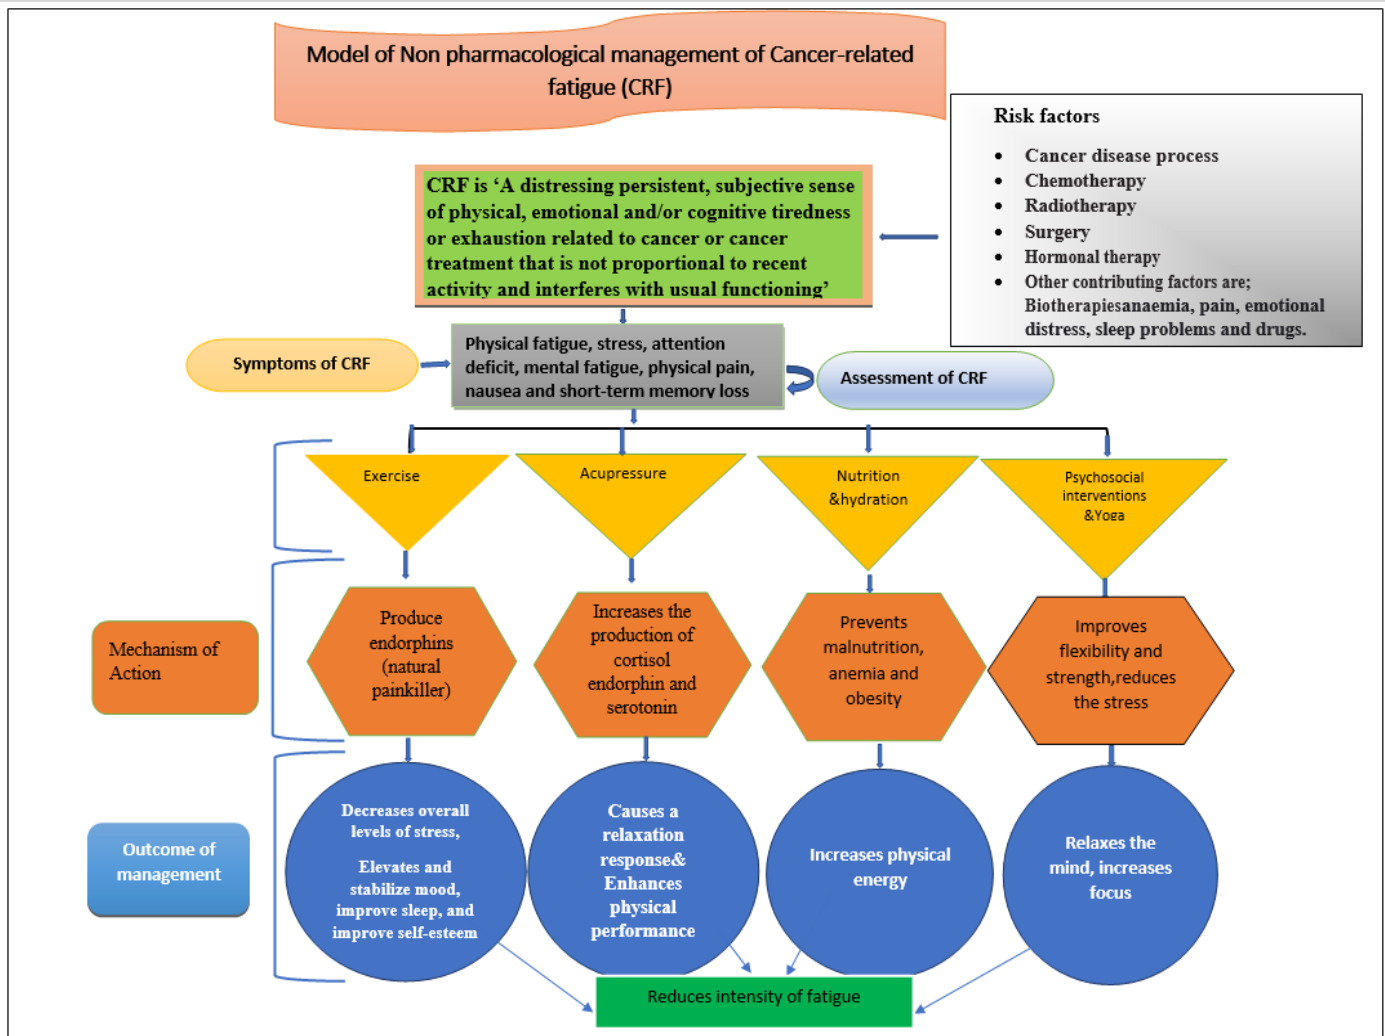 Model of Non pharmacological management of Cancer-related
fatigue (CRF)
Risk factors
• Cancer disease process
• Chemotherapy
• Radiotherapy
• Surgery
• Hormonal therapy
• Other contributing factors are;
Biotherapiesanaemia, pain, emotional
distress, sleep problems and drugs.
CRF is ‘A distressing persistent, subjective sense
of physical, emotional and/or cognitive tiredness
or exhaustion related to cancer or cancer
treatment that is not proportional to recent
activity and interferes with usual functioning’
Symptoms of CRF
Physical fatigue, stress, attention
deficit, mental fatigue, physical pain,
nausea and short-term memory loss
Assessment of CRF
Exercise
Acupressure
Nutrition
&hydration
Psychosocial
interventions
&Yoga
Mechanism of
Action
Produce
endorphins
(natural
painkiller)
Increases the
production of
cortisol
endorphin and
serotonin
Prevents
malnutrition,
anemia and
obesity
Improves
flexibility and
strength,reduces
the stress
Outcome of
management
Decreases overall
levels of stress,
Elevates and
stabilize mood,
improve sleep, and
improve self-esteem
Causes a
relaxation
response&
Enhances
physical
performance
Increases physical
energy
Relaxes the
mind, increases
focus
Reduces intensity of fatigue